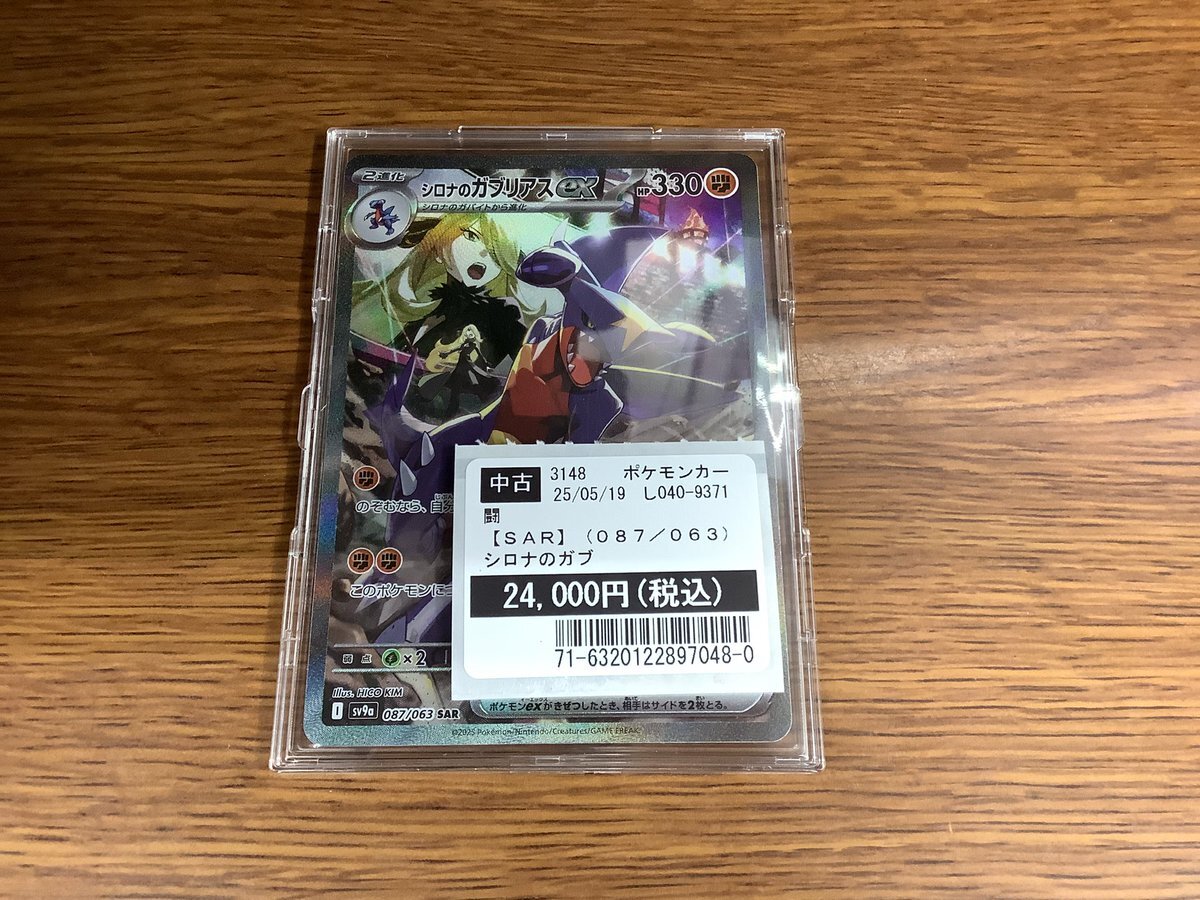 2進化 シロナのガブリアスex HP330
シロナのガバイトから進化
のぞむなら、自分
このポケモンに
弱点 ×2
Illus. HICO KIM
I sv9a 087/063 SAR
ポケモンexがきぜつしたとき、相手はサイドを2枚とる。
©2025 Pokémon/Nintendo/Creatures/GAME FREAK.
中古 3148 ポケモンカー
25/05/19 L040-9371
闘
【SAR】(087/063)
シロナのガブ
24,000円(税込)
71-6320122897048-0